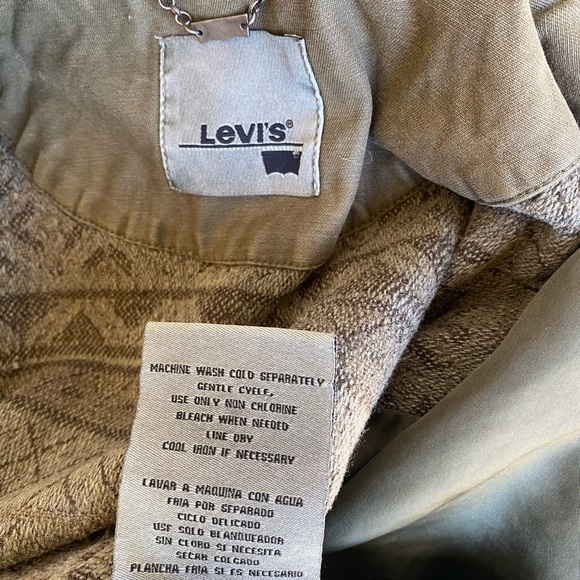 Levi's®
MACHINE WASH COLD SEPARATELY
GENTLE CYCLE,
USE ONLY NON CHLORINE
BLEACH WHEN NEEDED
LINE DRY
COOL IRON IF NECESSARY
LAVAR A MAQUINA CON AGUA
FRIA POR SEPARADO
CICLO DELICADO
USE SOLO BLANQUEADOR
SIN CLORO SI NECESITA
SECAR COLGADO
PLANCHA FRIA SI ES NECESARIO